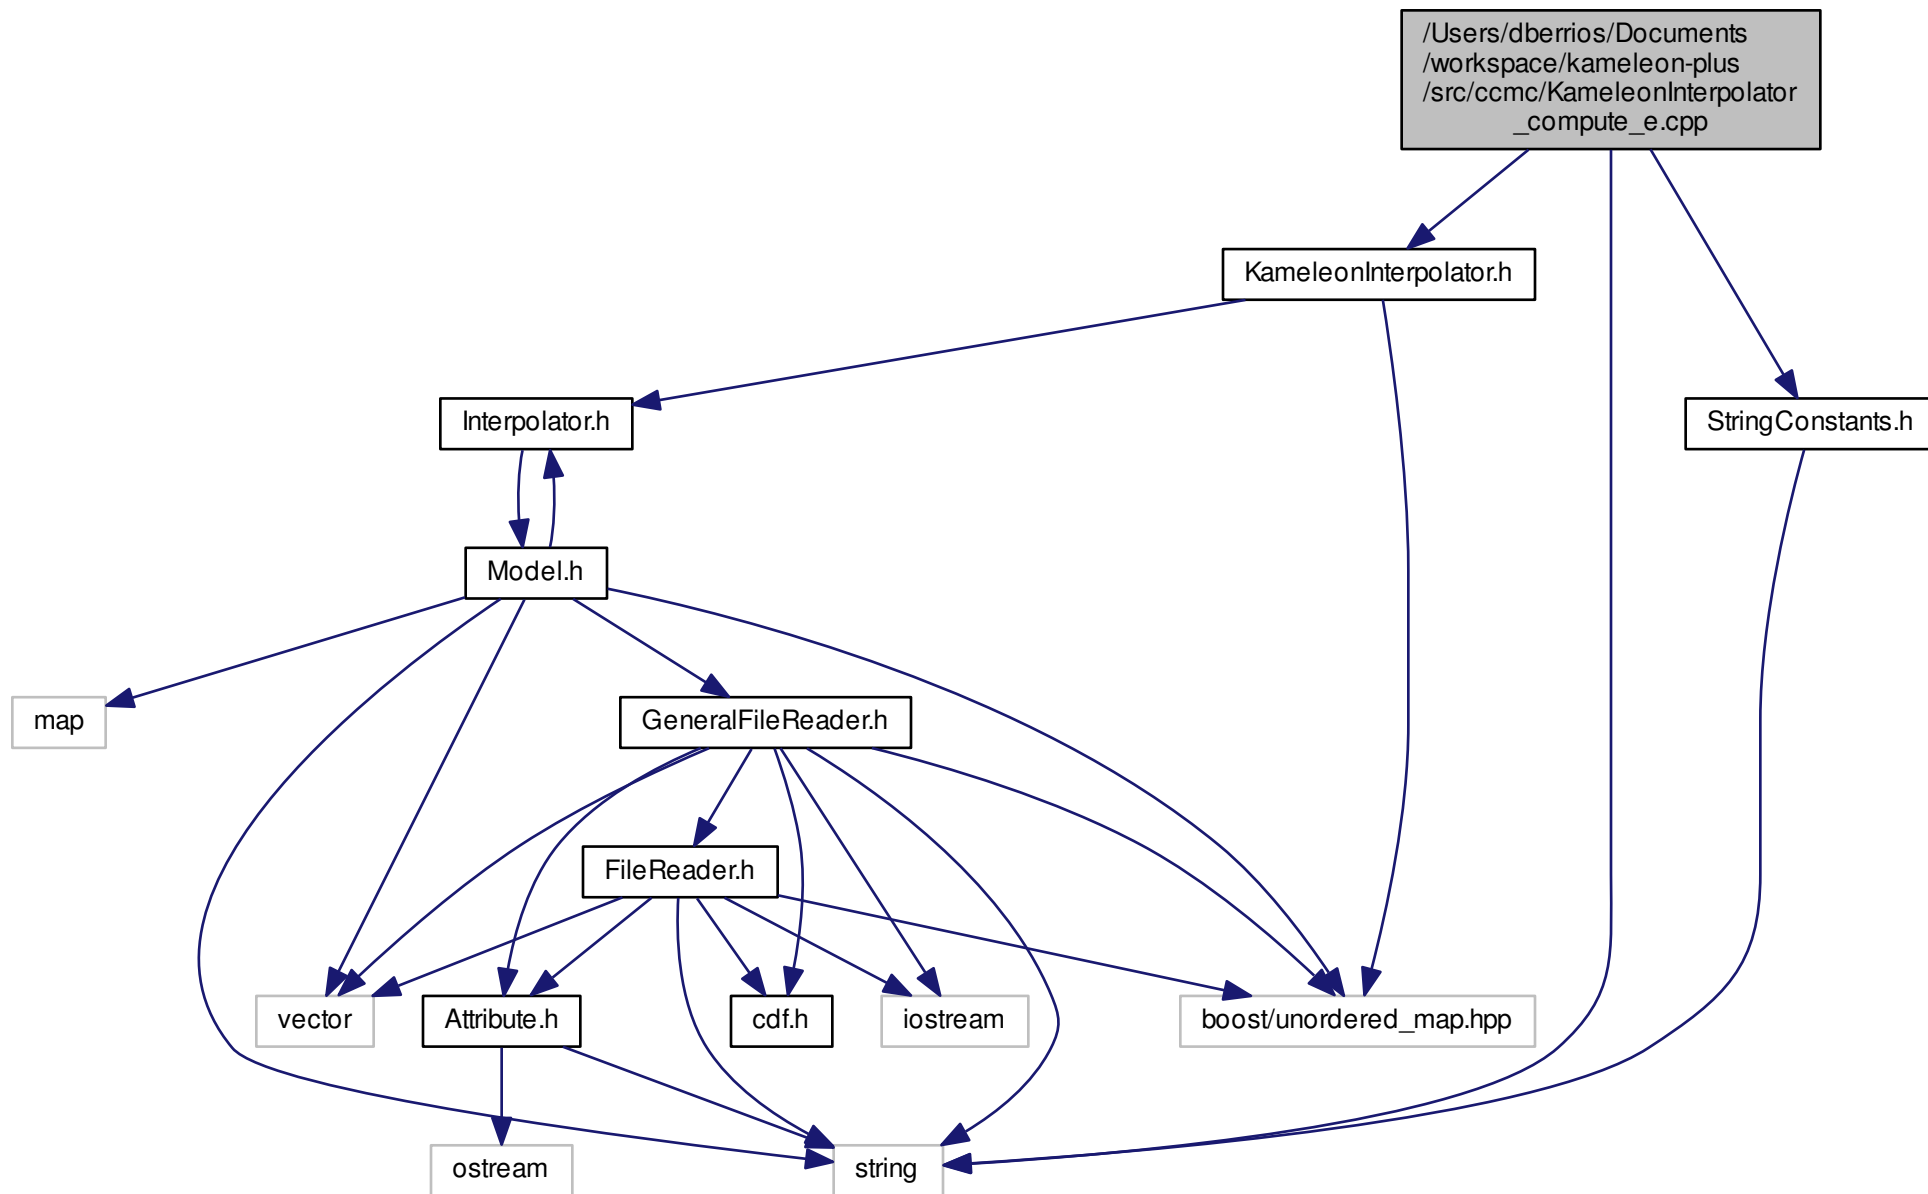 /Users/dberrios/Documents
/workspace/kameleon-plus
/src/ccmc/KameleonInterpolator
_compute_e.cpp
KameleonInterpolator.h
Interpolator.h
StringConstants.h
Model.h
map
GeneralFileReader.h
FileReader.h
vector
Attribute.h
cdf.h
iostream
boost/unordered_map.hpp
ostream
string